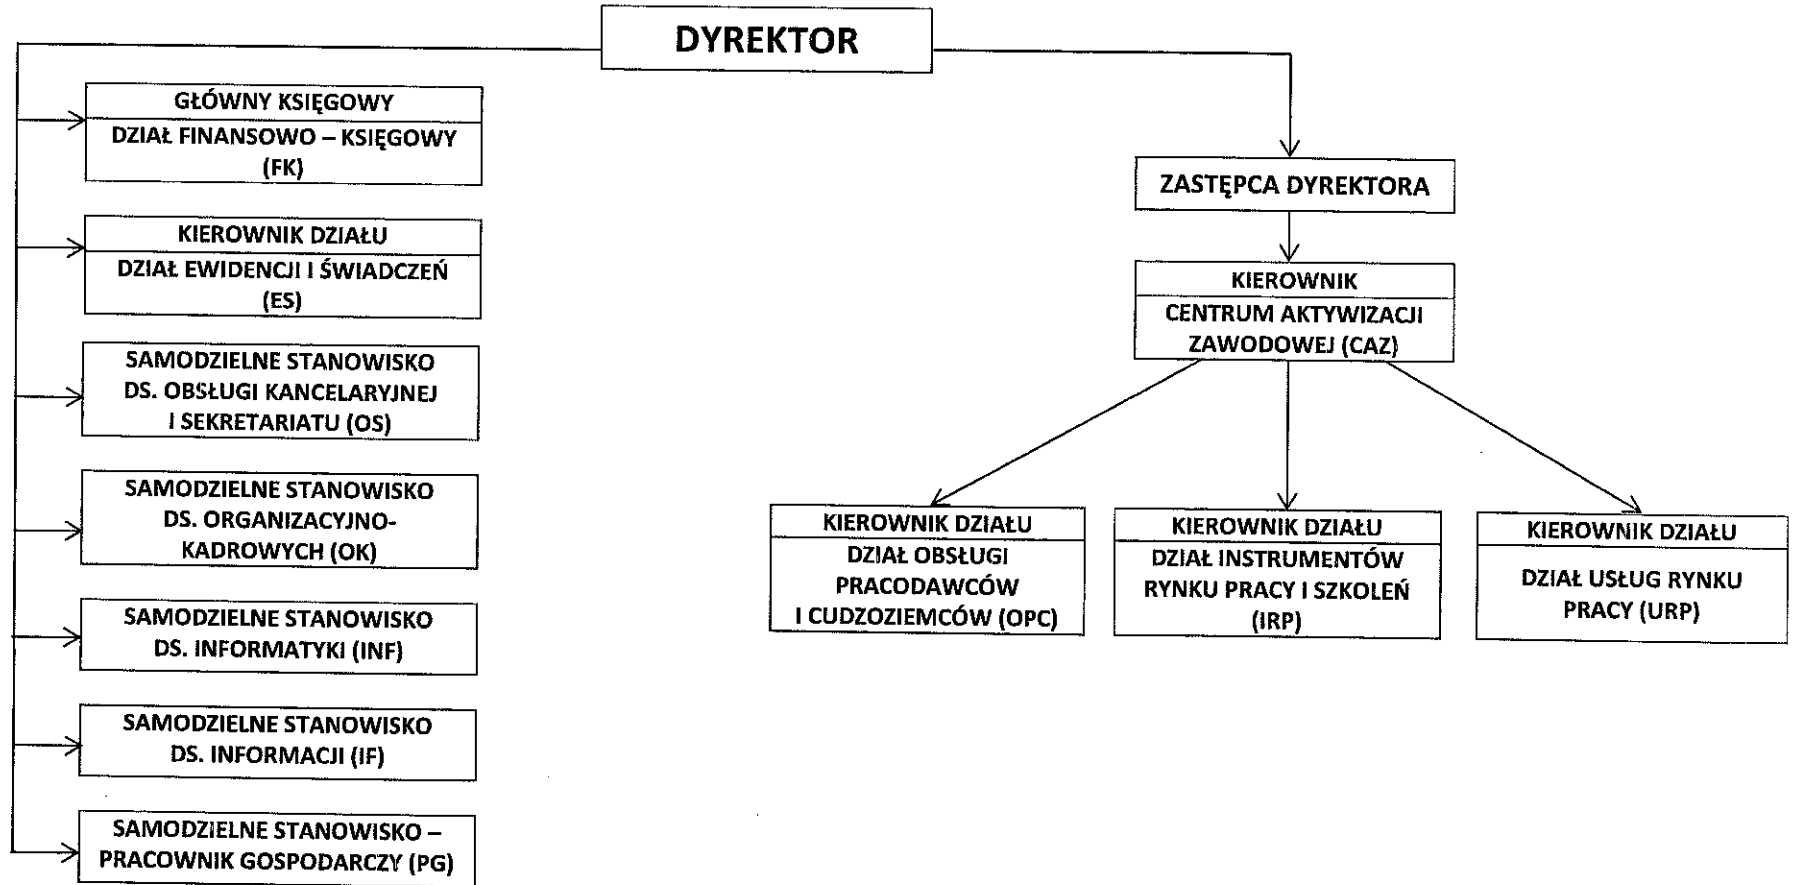 DYREKTOR
GŁÓWNY KSIĘGOWY
DZIAŁ FINANSOWO – KSIĘGOWY
(FK)
KIEROWNIK DZIAŁU
DZIAŁ EWIDENCJI I ŚWIADCZEŃ
(ES)
SAMODZIELNE STANOWISKO
DS. OBSŁUGI KANCELARYJNEJ
I SEKRETARIATU (OS)
SAMODZIELNE STANOWISKO
DS. ORGANIZACYJNO-
KADROWYCH (OK)
SAMODZIELNE STANOWISKO
DS. INFORMATYKI (INF)
SAMODZIELNE STANOWISKO
DS. INFORMACJI (IF)
SAMODZIELNE STANOWISKO –
PRACOWNIK GOSPODARCZY (PG)
ZASTĘPCA DYREKTORA
KIEROWNIK
CENTRUM AKTYWIZACJI
ZAWODOWEJ (CAZ)
KIEROWNIK DZIAŁU
DZIAŁ OBSŁUGI
PRACODAWCÓW
I CUDZOZIEMCÓW (OPC)
KIEROWNIK DZIAŁU
DZIAŁ INSTRUMENTÓW
RYNKU PRACY I SZKOLEŃ
(IRP)
KIEROWNIK DZIAŁU
DZIAŁ USŁUG RYNKU
PRACY (URP)